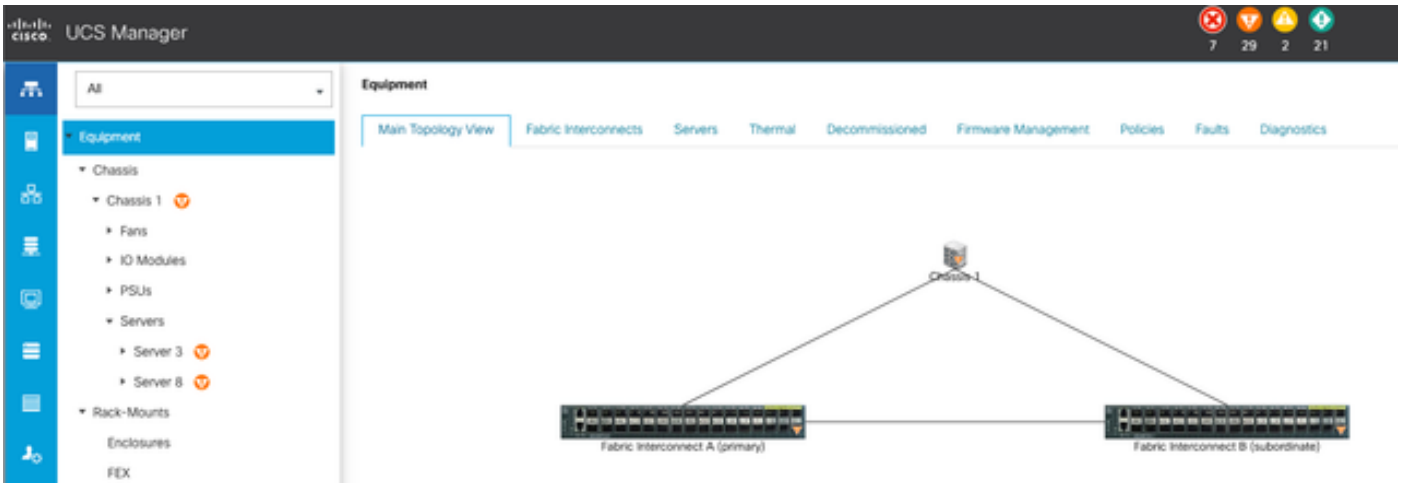 cisco. UCS Manager
7 29 2 21
All
Equipment
Chassis
Chassis 1
Fans
IO Modules
PSUs
Servers
Server 3
Server 8
Rack-Mounts
Enclosures
FEX
Equipment
Main Topology View Fabric Interconnects Servers Thermal Decommissioned Firmware Management Policies Faults Diagnostics
Chassis 1
Fabric Interconnect A (primary) Fabric Interconnect B (subordinate)